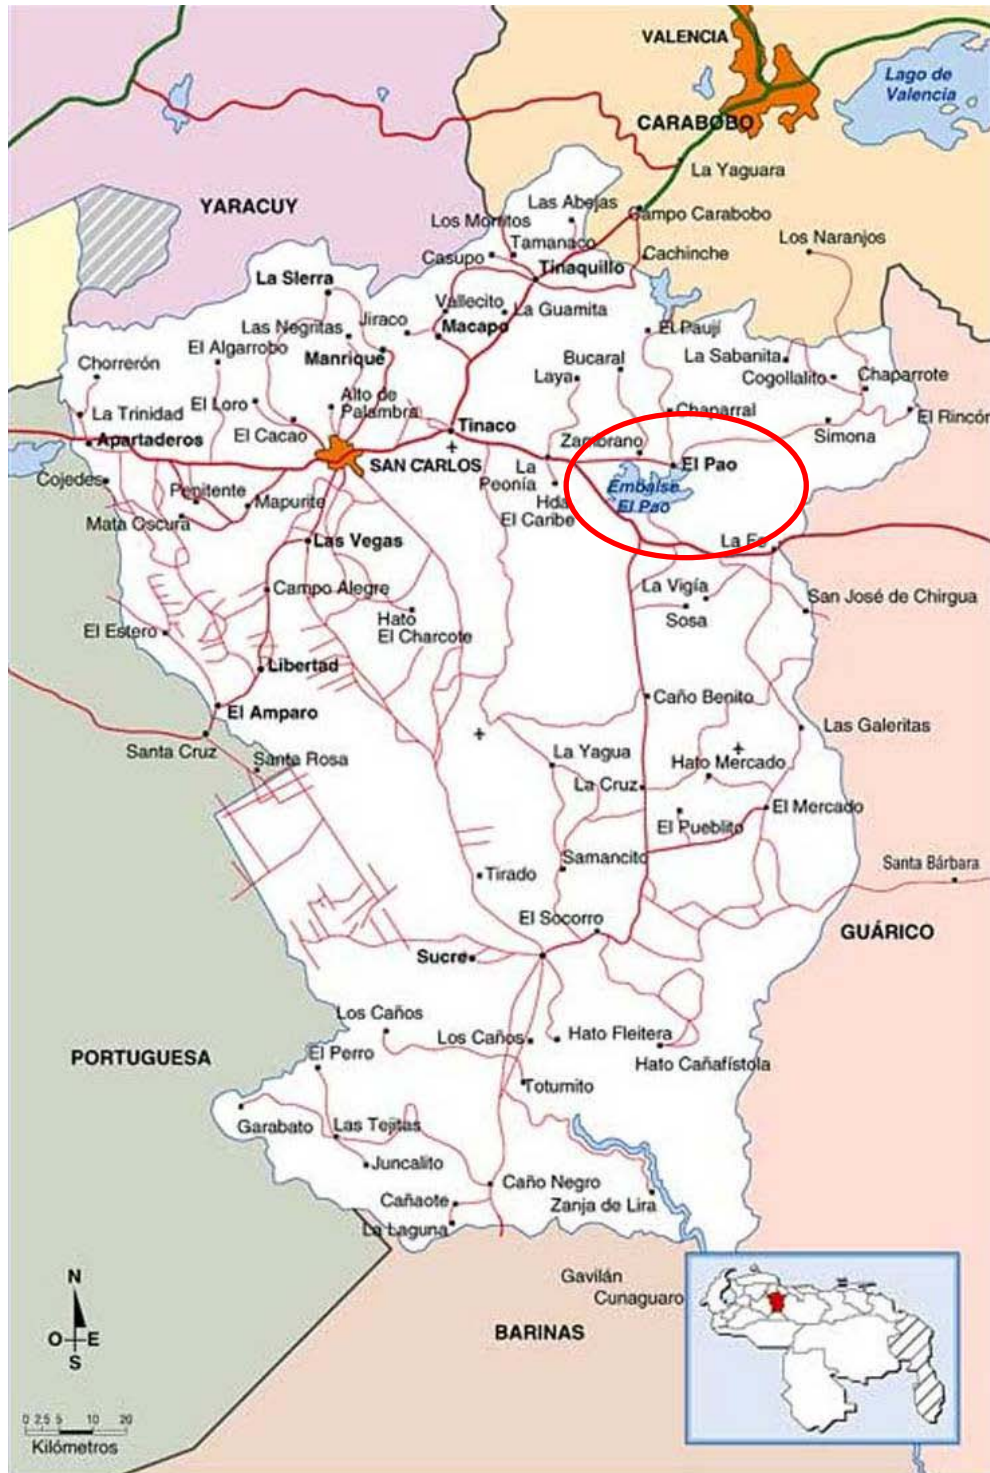 VALENCIA
Lago de
Valencia
CARABOBO
La Yaguara
YARACUY
Las Abejas
Los Morritos
Campo Carabobo
Tamanaco
Casupo
Cachinche
Los Naranjos
Tinaquillo
La SIerra
Vallecito
La Guamita
Jiraco
Macapo
Las Negritas
El Paují
El Algarrobo
Manrique
Bucaral
La Sabanita
Chorrerón
Laya
Cogollalito
Chaparrote
Alto de
Palambra
El Loro
La Trinidad
Chaparral
El Rincón
El Cacao
Tinaco
Simona
Apartaderos
Zambrano
SAN CARLOS
La
Peonía
El Pao
Cojedes
Penitente
Mapurite
Embalse
El Pao
Hda
El Caribe
Mata Oscura
Las Vegas
La Fe
Campo Alegre
La Vigía
San José de Chirgua
Hato
El Charcote
Sosa
El Estero
Libertad
Caño Benito
El Amparo
Las Galeritas
Santa Cruz
Santa Rosa
La Yagua
Hato Mercado
La Cruz
El Mercado
El Pueblito
Samancito
Santa Bárbara
Tirado
El Socorro
GUÁRICO
Sucre
Los Caños
Los Caños
Hato Fleitera
El Perro
Hato Cañafístola
PORTUGUESA
Totumito
Garabato
Las Tejitas
Juncalito
Caño Negro
Cañaote
Zanja de Lira
La Laguna
Gavilán
Cunaguaro
BARINAS
N
O
E
S
0 2.5 5 10 20
Kilómetros